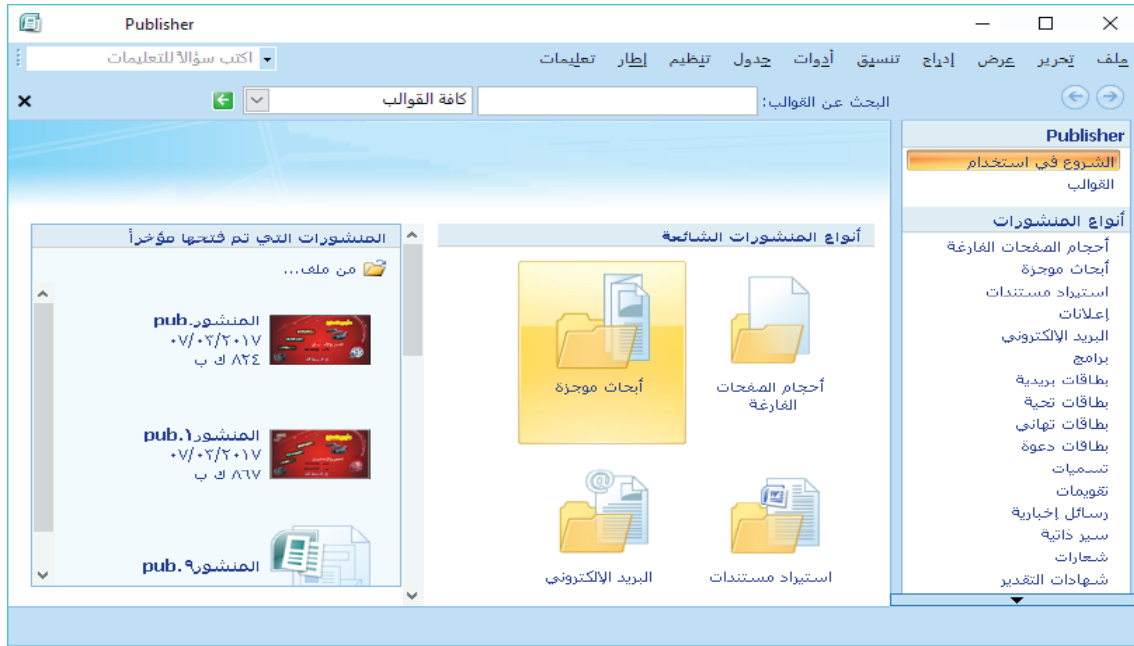 Publisher
ملف تحرير عرض إدراج تنسيق أدوات جدول تنظيم إطار تعليمات
اكتب سؤالاً للتعليمات
البحث عن القوالب:
كافة القوالب
Publisher
الشروع في استخدام
القوالب
أنواع المنشورات
أحجام الصفحات الفارغة
أبحاث موجزة
استيراد مستندات
إعلانات
البريد الإلكتروني
برامج
بطاقات بريدية
بطاقات تحية
بطاقات تهاني
بطاقات دعوة
تسميات
تقويمات
رسائل إخبارية
سير ذاتية
شعارات
شهادات التقدير
أنواع المنشورات الشائعة
أحجام الصفحات
الفارغة
أبحاث موجزة
استيراد مستندات
البريد الإلكتروني
المنشورات التي تم فتحها مؤخراً
من ملف...
المنشور.pub
٠٧/٠٢/٢٠١٧
٨٢٤ ك ب
المنشور١.pub
٠٧/٠٢/٢٠١٧
٨٦٧ ك ب
المنشور٩.pub